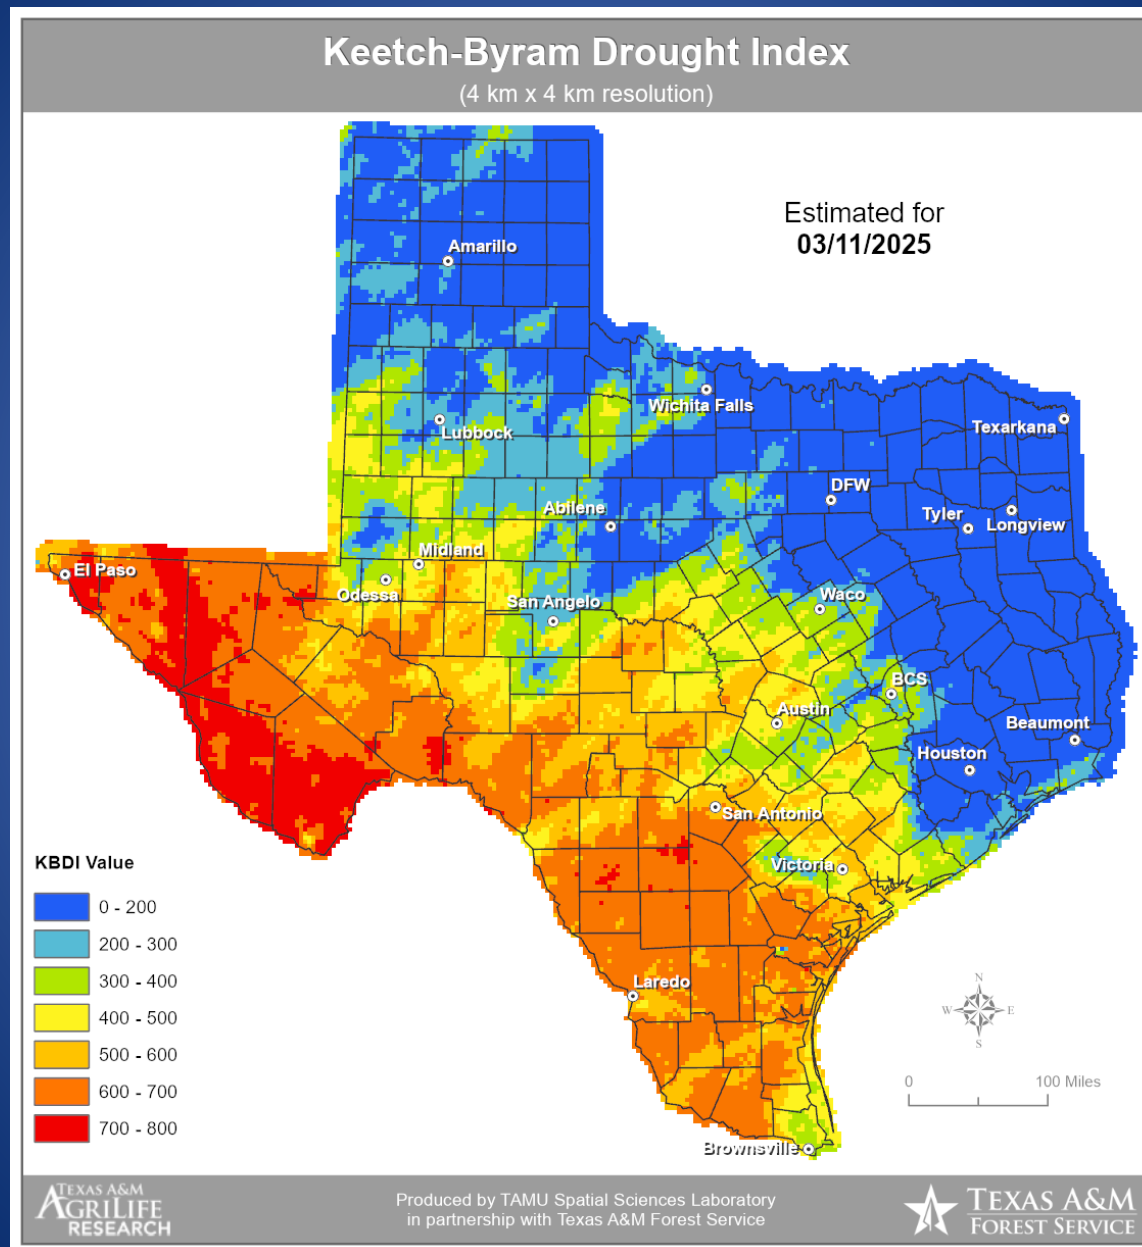 Keetch-Byram Drought Index
(4 km x 4 km resolution)
Estimated for
03/11/2025
Amarillo
Wichita Falls
Lubbock
Texarkana
DFW
Abilene
Tyler
Longview
Midland
El Paso
Odessa
San Angelo
Waco
BCS
Austin
Beaumont
Houston
San Antonio
Victoria
Laredo
Brownsville
KBDI Value
0 - 200
200 - 300
300 - 400
400 - 500
500 - 600
600 - 700
700 - 800
N
W E
S
0 100 Miles
TEXAS A&M
AGRILIFE
RESEARCH
Produced by TAMU Spatial Sciences Laboratory
in partnership with Texas A&M Forest Service
TEXAS A&M
FOREST SERVICE